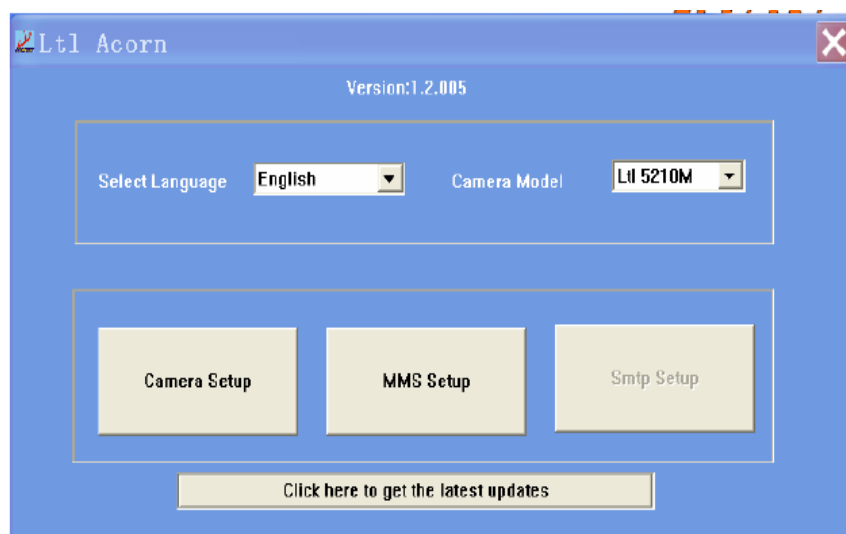 Ltl Acorn
Version:1.2.005
Select Language English Camera Model Ltl 5210M
Camera Setup MMS Setup Smtp Setup
Click here to get the latest updates